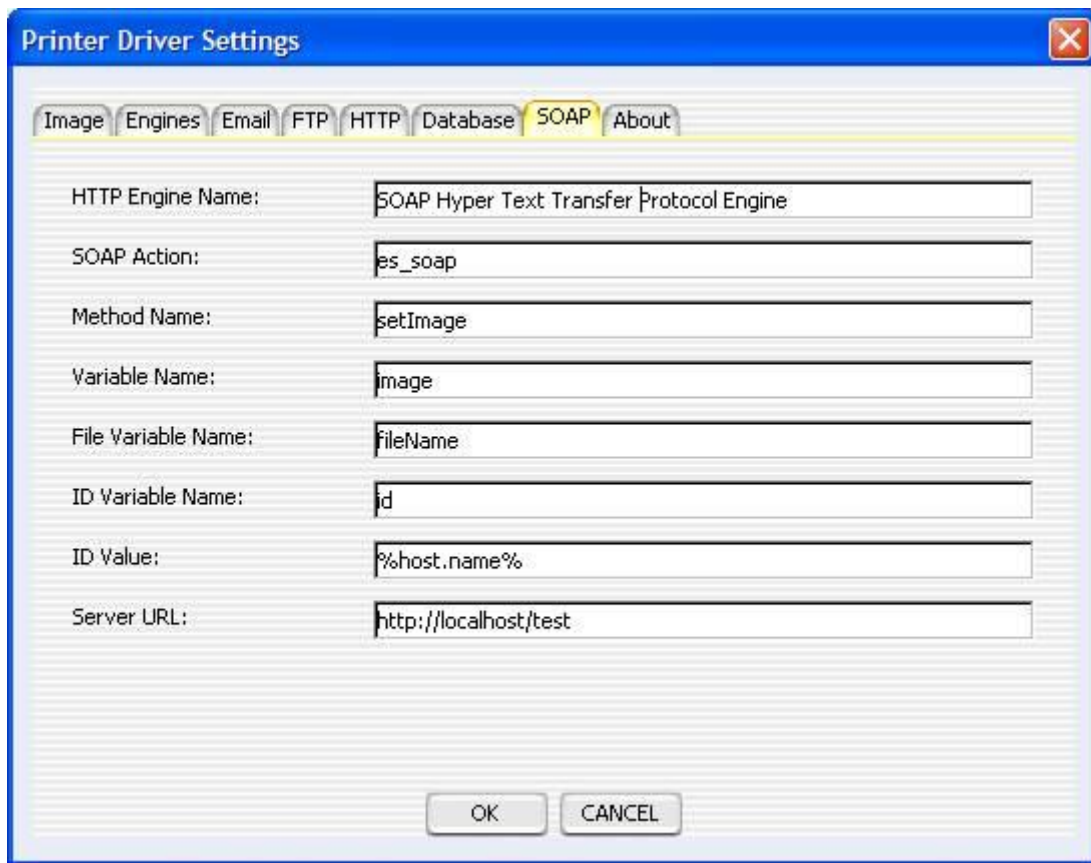 Printer Driver Settings
Image Engines Email FTP HTTP Database SOAP About
HTTP Engine Name: SOAP Hyper Text Transfer Protocol Engine
SOAP Action: es_soap
Method Name: setImage
Variable Name: image
File Variable Name: fileName
ID Variable Name: id
ID Value: %host.name%
Server URL: http://localhost/test
OK CANCEL